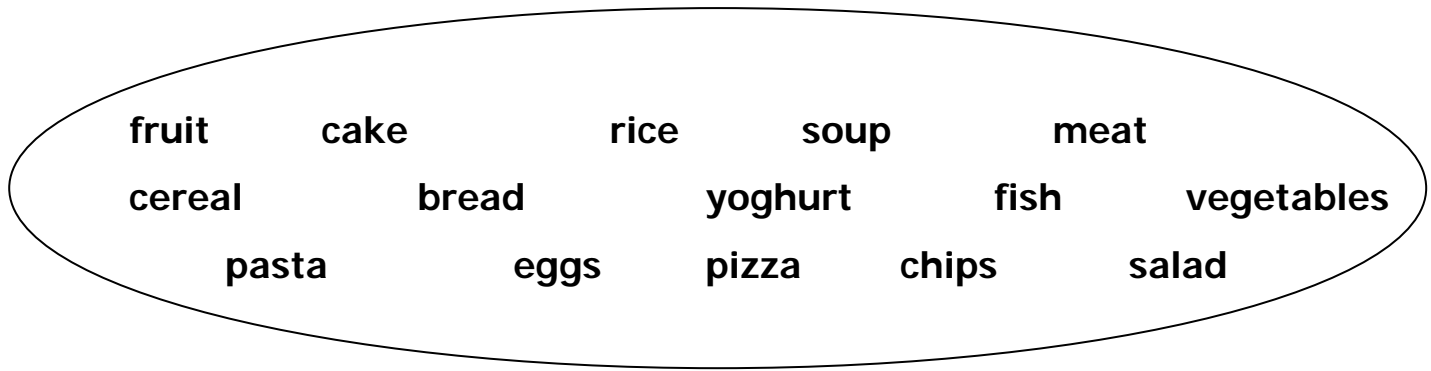 fruit cake rice soup meat
cereal bread yoghurt fish vegetables
pasta eggs pizza chips salad